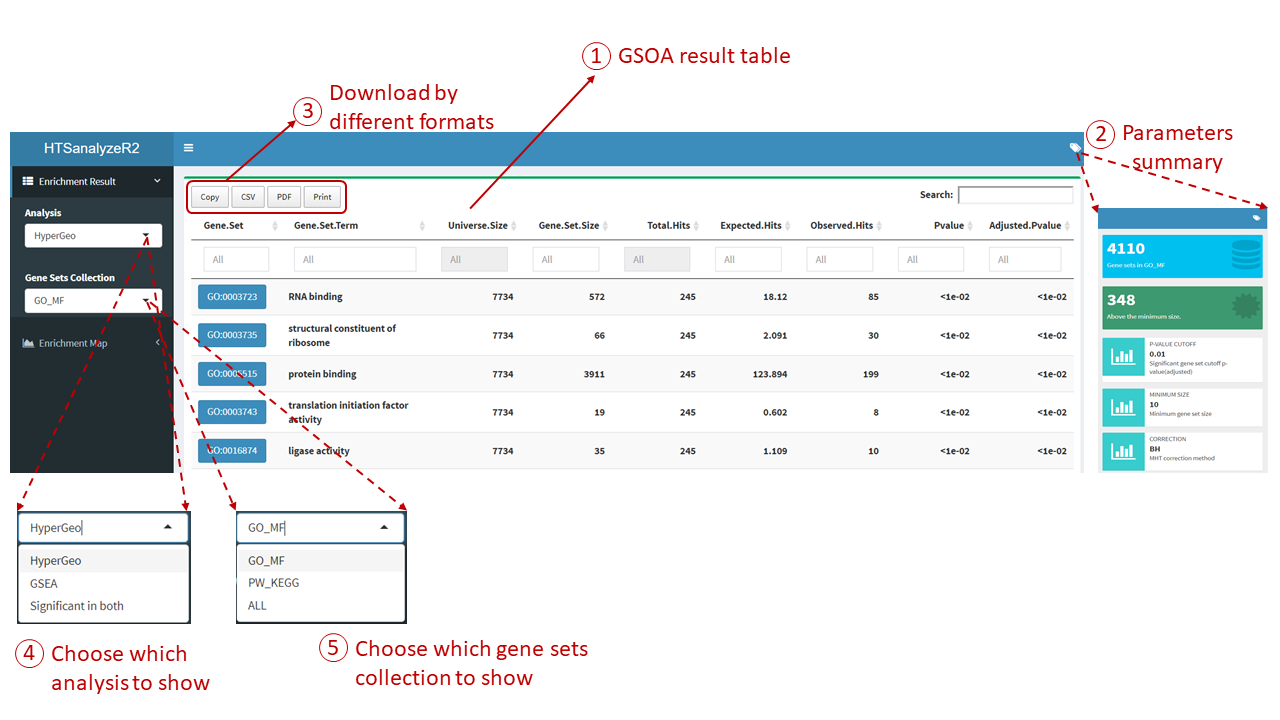 ① GSOA result table
③ Download by
different formats
② Parameters
summary
HTSanalyzeR2
Enrichment Result
Analysis
HyperGeo
Gene Sets Collection
GO_MF
Enrichment Map
Copy CSV PDF Print
Search:
Gene.Set Gene.Set.Term Universe.Size Gene.Set.Size Total.Hits Expected.Hits Observed.Hits Pvalue Adjusted.Pvalue
All All All All All All All All All
GO:0003723 RNA binding 7734 572 245 18.12 85 <1e-02 <1e-02
GO:0003735 structural constituent of
ribosome 7734 66 245 2.091 30 <1e-02 <1e-02
GO:0005515 protein binding 7734 3911 245 123.894 199 <1e-02 <1e-02
GO:0003743 translation initiation factor
activity 7734 19 245 0.602 8 <1e-02 <1e-02
GO:0016874 ligase activity 7734 35 245 1.109 10 <1e-02 <1e-02
4110
Gene sets in GO_MF
348
Above the minimum size.
P-VALUE CUTOFF
0.01
Significant gene set cutoff p-
value(adjusted)
MINIMUM SIZE
10
Minimum gene set size
CORRECTION
BH
MHT correction method
HyperGeo
HyperGeo
GSEA
Significant in both
GO_MF
GO_MF
PW_KEGG
ALL
④ Choose which
analysis to show
⑤ Choose which gene sets
collection to show